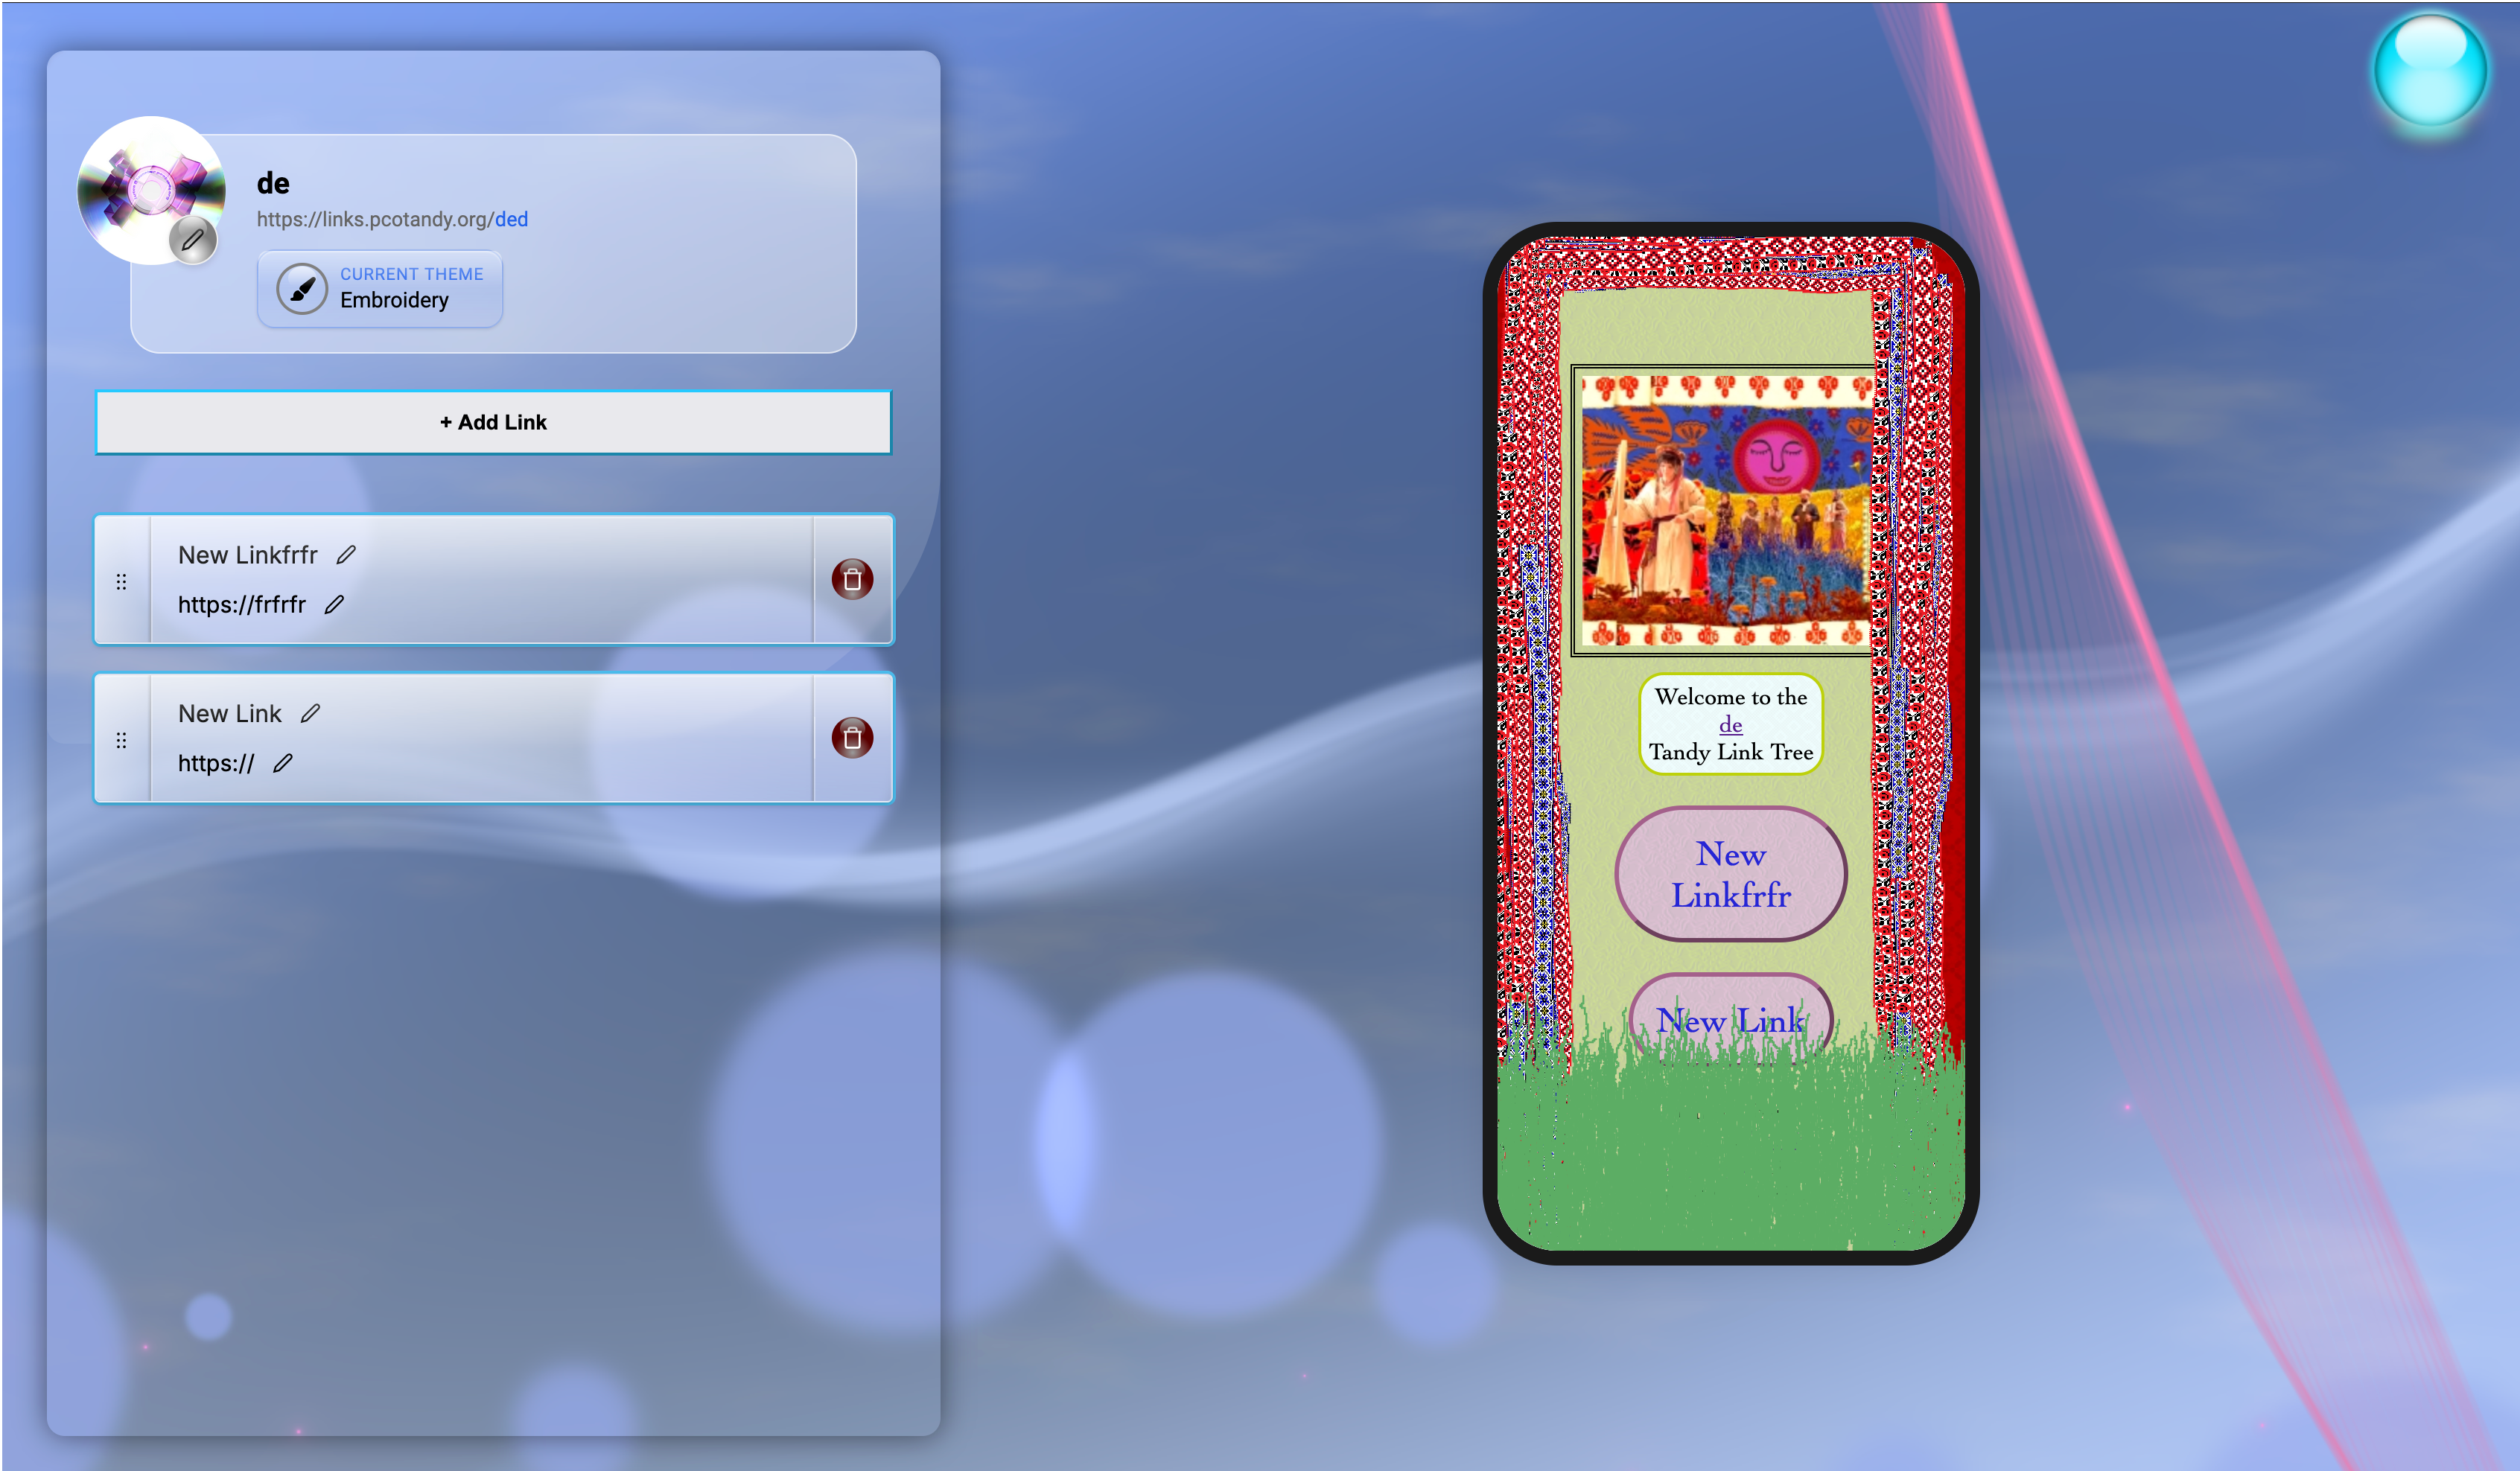 de
https://links.pcotandy.org/ded
CURRENT THEME
Embroidery
+ Add Link
New Linkfrfr
https://frfrfr
New Link
https://
Welcome to the
de
Tandy Link Tree
New
Linkfrfr
New Link